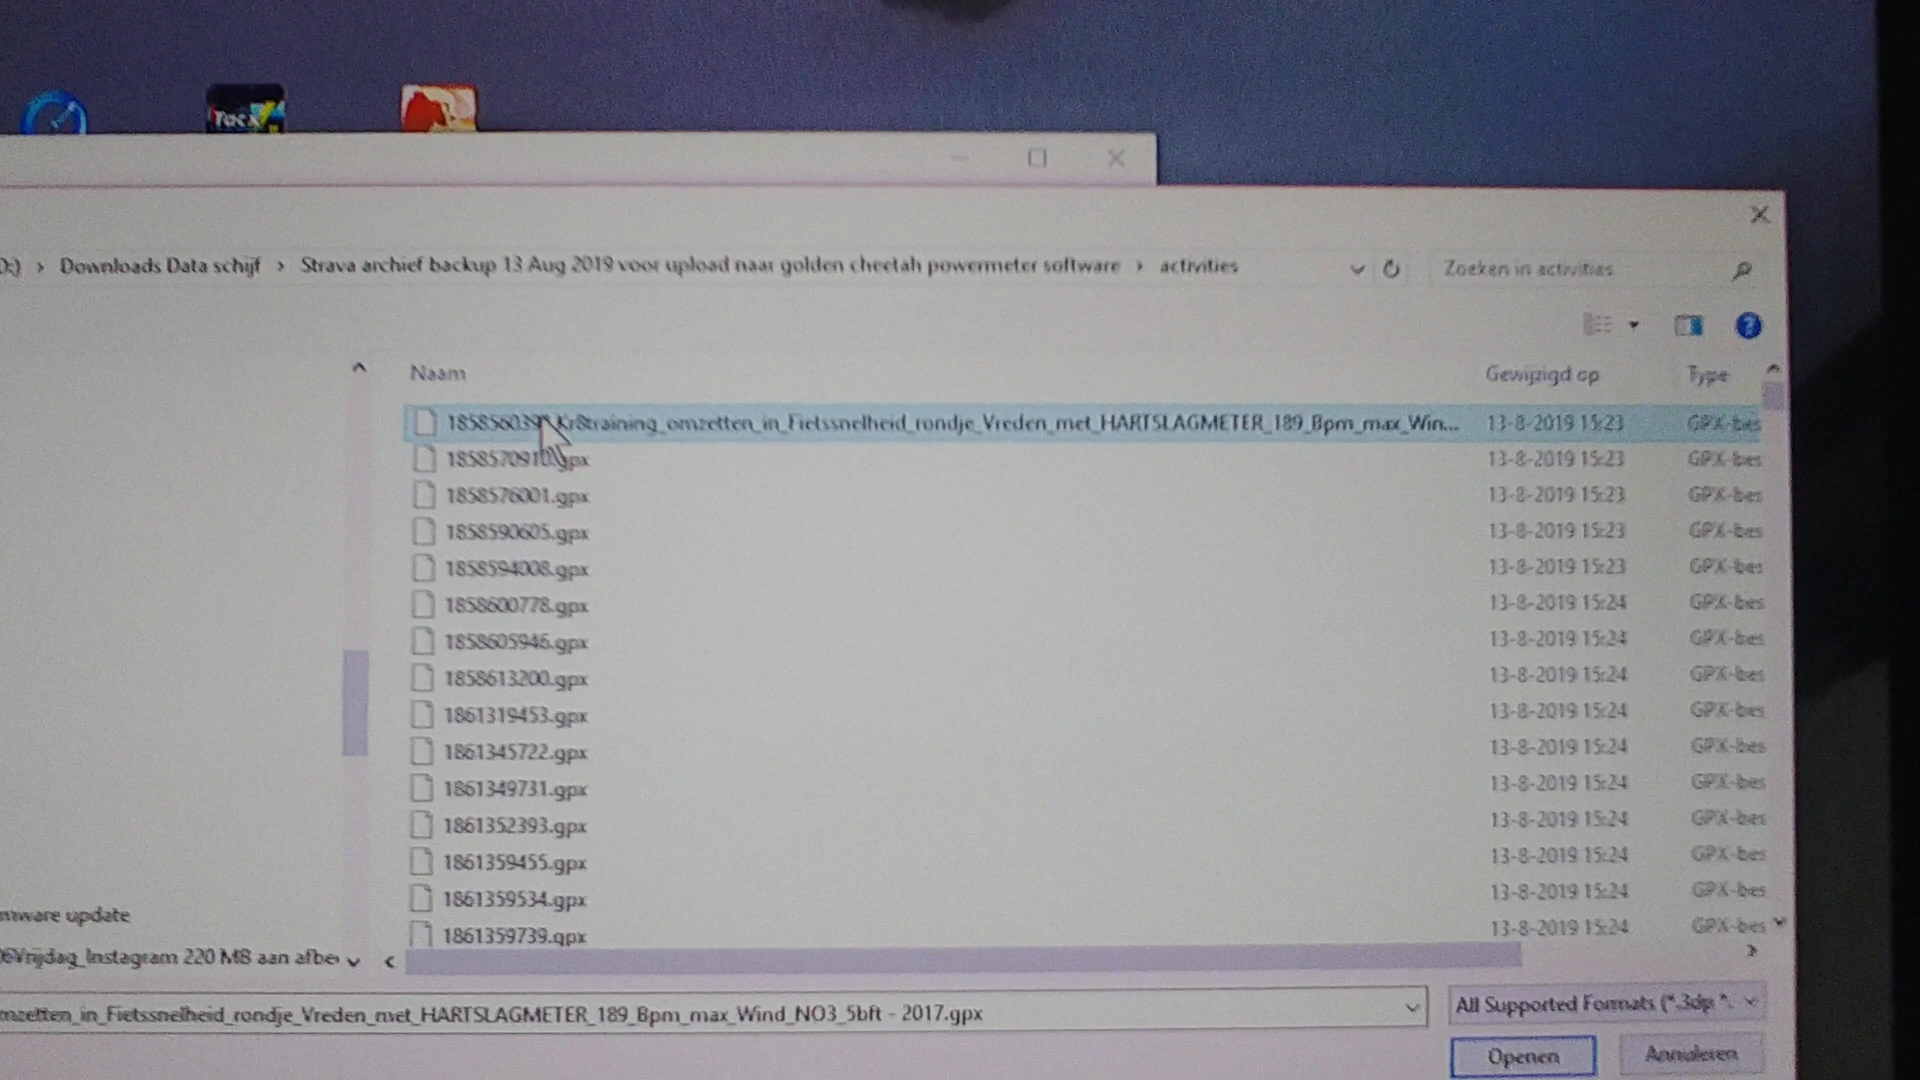 Tacx
Downloads Data schijf > Strava archief backup 13 Aug 2019 voor upload naar golden cheetah powermeter software > activities
Zoeken in activities
Naam Gewijzigd op Type
Kr8training_omzetten_in_Fietssnelheid_rondje_Vreden_met_HARTSLAGMETER_189_Bpm_max_Win... 13-8-2019 15:23 GPX-bes
13-8-2019 15:23 GPX-bes
1858576001.gpx 13-8-2019 15:23 GPX-bes
1858590605.gpx 13-8-2019 15:23 GPX-bes
1858594008.gpx 13-8-2019 15:23 GPX-bes
1858600778.gpx 13-8-2019 15:24 GPX-bes
1858605946.gpx 13-8-2019 15:24 GPX-bes
1858613200.gpx 13-8-2019 15:24 GPX-bes
1861319453.gpx 13-8-2019 15:24 GPX-bes
1861345722.gpx 13-8-2019 15:24 GPX-bes
1861349731.gpx 13-8-2019 15:24 GPX-bes
1861352393.gpx 13-8-2019 15:24 GPX-bes
1861359455.gpx 13-8-2019 15:24 GPX-bes
1861359534.gpx 13-8-2019 15:24 GPX-bes
1861359739.gpx 13-8-2019 15:24 GPX-bes
update
Vrijdag_Instagram 220 MB aan afbe
mzetten_in_Fietssnelheid_rondje_Vreden_met_HARTSLAGMETER_189_Bpm_max_Wind_NO3_5bft - 2017.gpx
All Supported Formats (*.3dp *.
Openen Annuleren